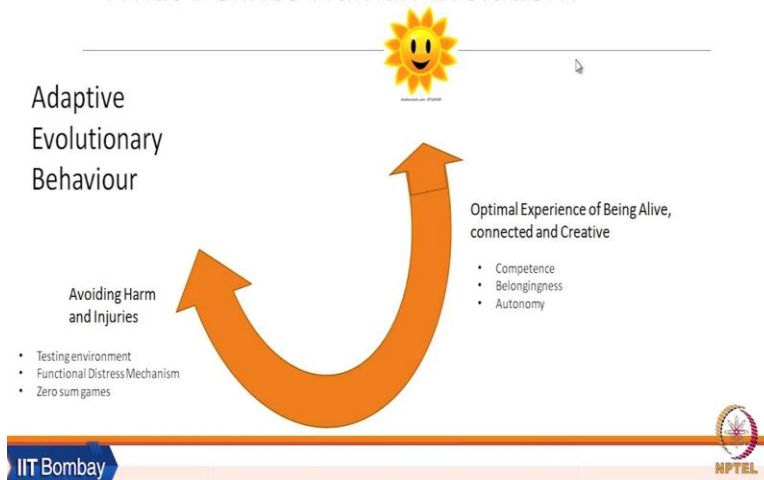 Adaptive
Evolutionary
Behaviour
Optimal Experience of Being Alive,
connected and Creative
• Competence
• Belongingness
• Autonomy
Avoiding Harm
and Injuries
• Testing environment
• Functional Distress Mechanism
• Zero sum games
IIT Bombay
NPTEL